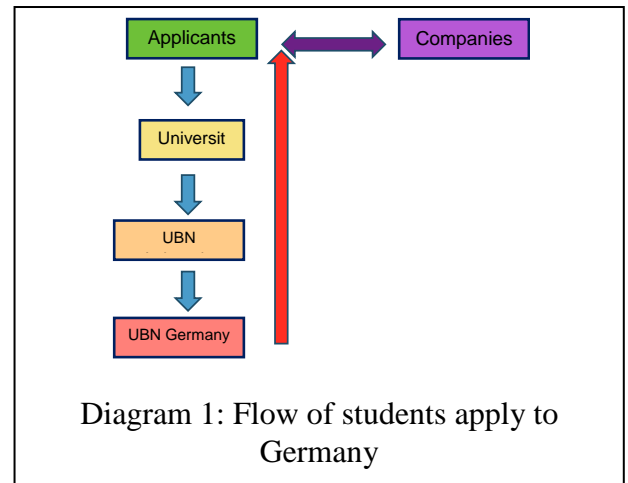 Applicants
Companies
Universit
UBN
UBN Germany
Diagram 1: Flow of students apply to
Germany